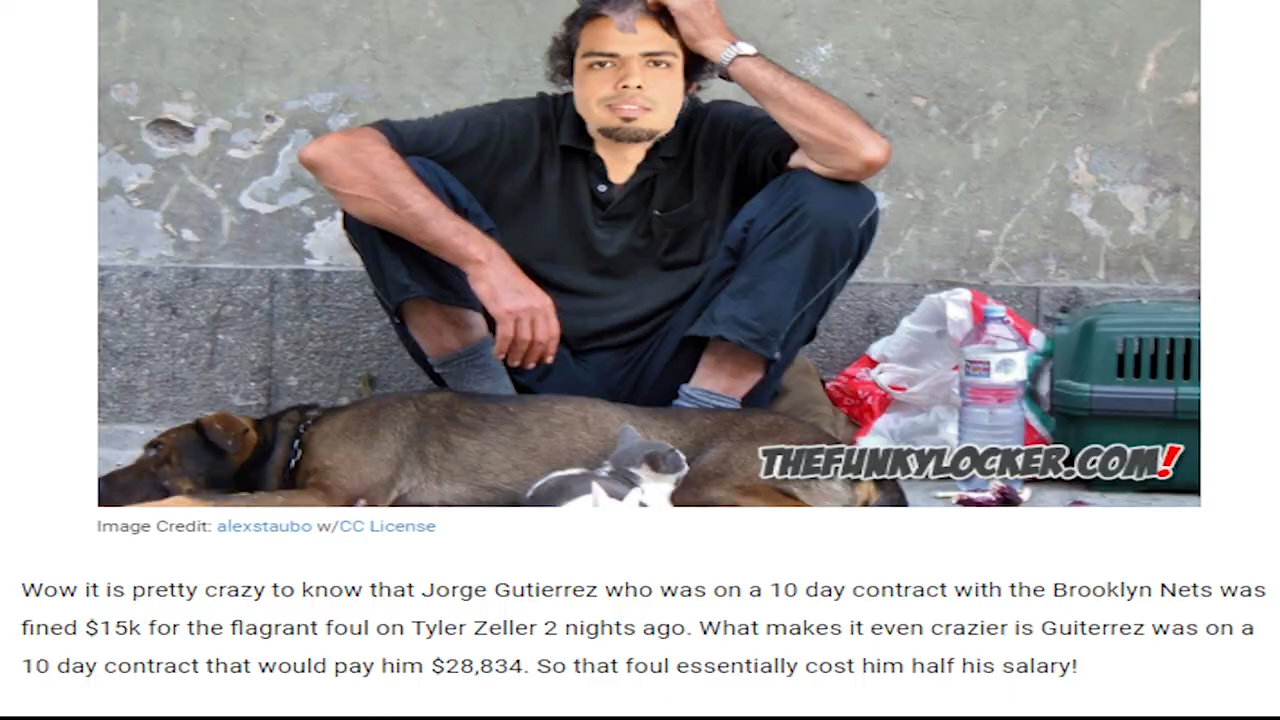 THEFUNKYLOCKER.COM!
Image Credit: alexstaubo w/CC License
Wow it is pretty crazy to know that Jorge Gutierrez who was on a 10 day contract with the Brooklyn Nets was
fined $15k for the flagrant foul on Tyler Zeller 2 nights ago. What makes it even crazier is Guiterrez was on a
10 day contract that would pay him $28,834. So that foul essentially cost him half his salary!